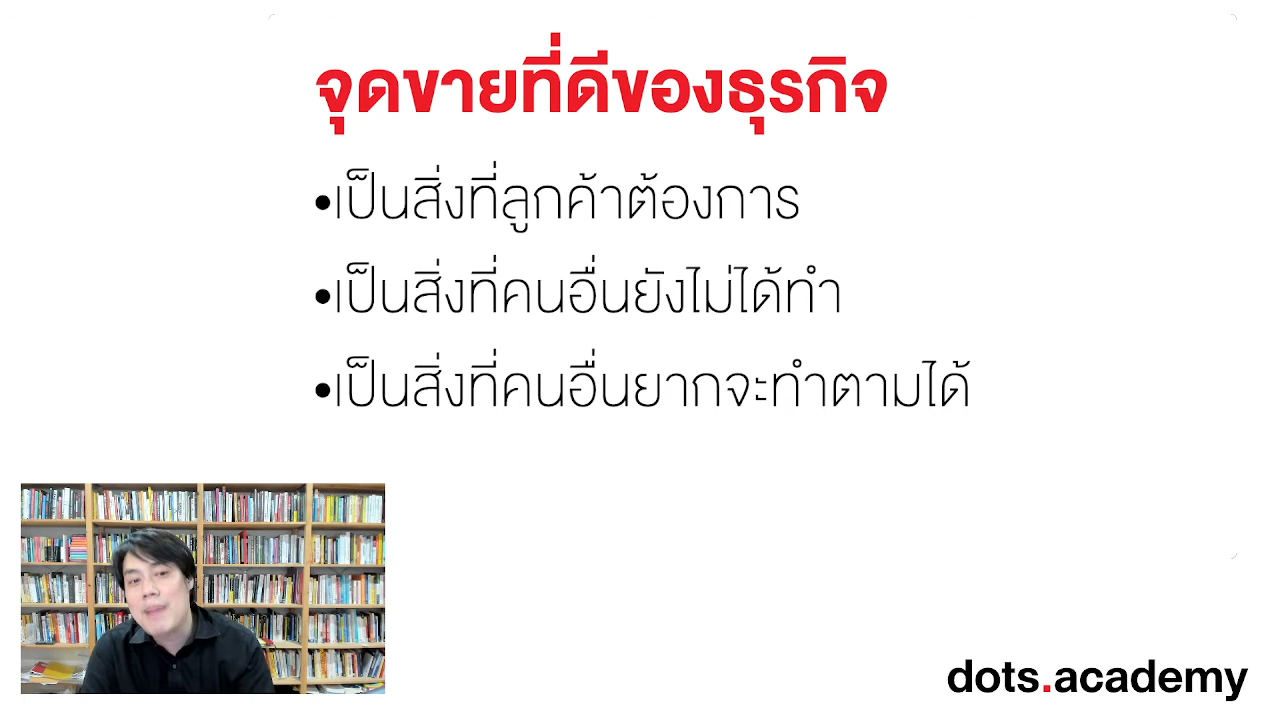 จุดขายที่ดีของธุรกิจ
•เป็นสิ่งที่ลูกค้าต้องการ
•เป็นสิ่งที่คนอื่นยังไม่ได้ทำ
•เป็นสิ่งที่คนอื่นยากจะทำตามได้
dots.academy